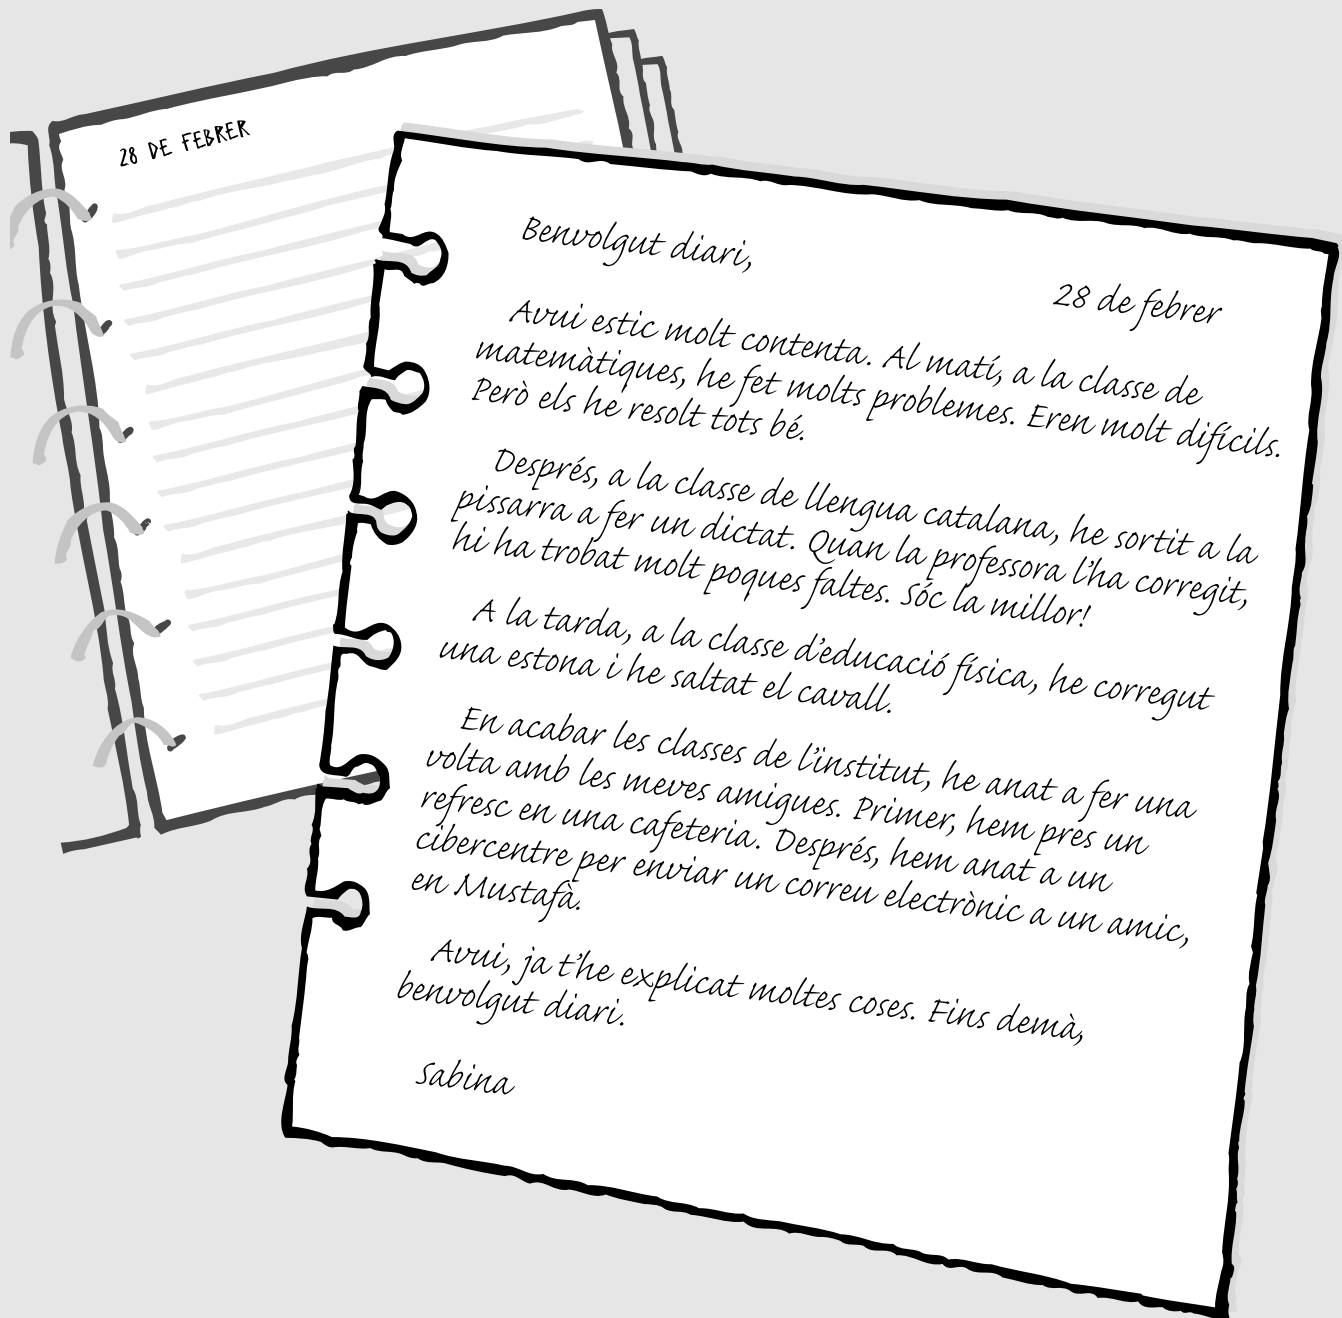 28 DE FEBRER
Benvolgut diari,
28 de febrer
Avui estic molt contenta. Al matí, a la classe de
matemàtiques, he fet molts problemes. Eren molt difícils.
Però els he resolt tots bé.
Després, a la classe de llengua catalana, he sortit a la
pissarra a fer un dictat. Quan la professora l'ha corregit,
hi ha trobat molt poques faltes. Sóc la millor!
A la tarda, a la classe d'educació física, he corregut
una estona i he saltat el cavall.
En acabar les classes de l'institut, he anat a fer una
volta amb les meves amigues. Primer, hem pres un
refresc en una cafeteria. Després, hem anat a un
cibercentre per enviar un correu electrònic a un amic,
en Mustafà.
Avui, ja t'he explicat moltes coses. Fins demà,
benvolgut diari.
Sabina